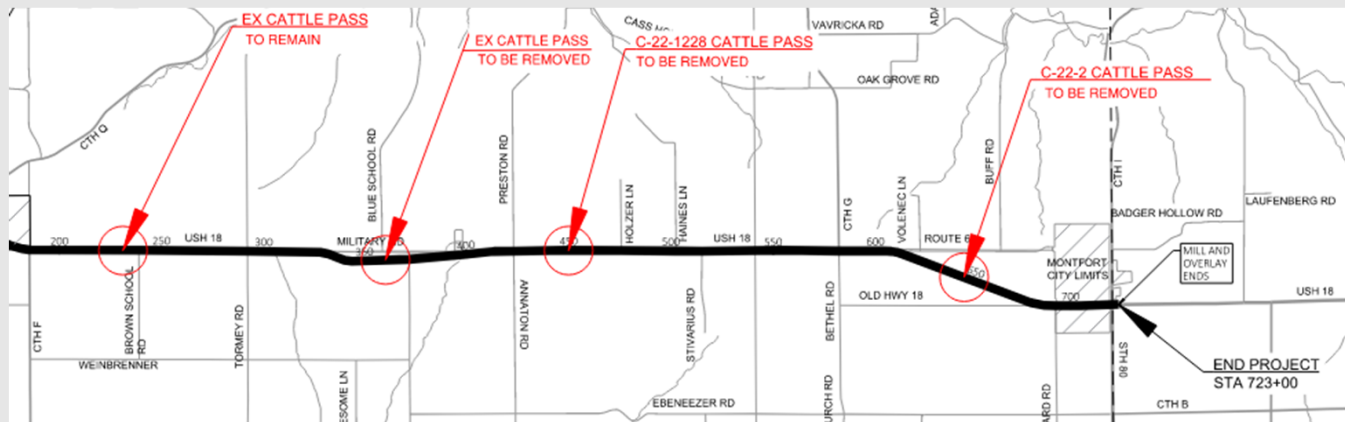 EX CATTLE PASS
TO REMAIN
EX CATTLE PASS
TO BE REMOVED
C-22-1228 CATTLE PASS
TO BE REMOVED
C-22-2 CATTLE PASS
TO BE REMOVED
VAVRICKA RD
OAK GROVE RD
CTH Q
BLUE SCHOOL RD
PRESTON RD
HOLZER LN
HAINES LN
CTH G
VOLENEC LN
BUFF RD
CTH I
LAUFENBERG RD
BADGER HOLLOW RD
200
250
USH 18
300
MILITARY RD
350
400
450
500
USH 18
550
600
ROUTE
650
MONTFORT
CITY LIMITS
MILL AND
OVERLAY
ENDS
OLD HWY 18
700
USH 18
CTH F
BROWN SCHOOL
RD
TORMEY RD
ANNATON RD
STIVARIUS RD
BETHEL RD
STH 80
WEINBRENNER
END PROJECT
STA 723+00
EBENEEZER RD
CTH B